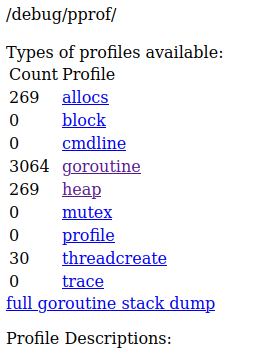 /debug/pprof/
Types of profiles available:
Count Profile
269 allocs
0 block
0 cmdline
3064 goroutine
269 heap
0 mutex
0 profile
30 threadcreate
0 trace
full goroutine stack dump
Profile Descriptions: